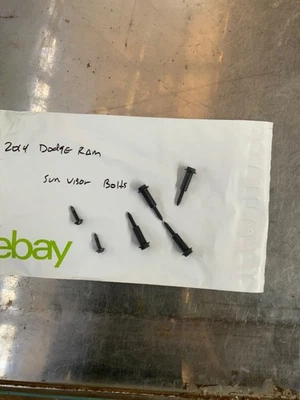 2014 DODGE RAM
Sun Visor Bolts
ebay